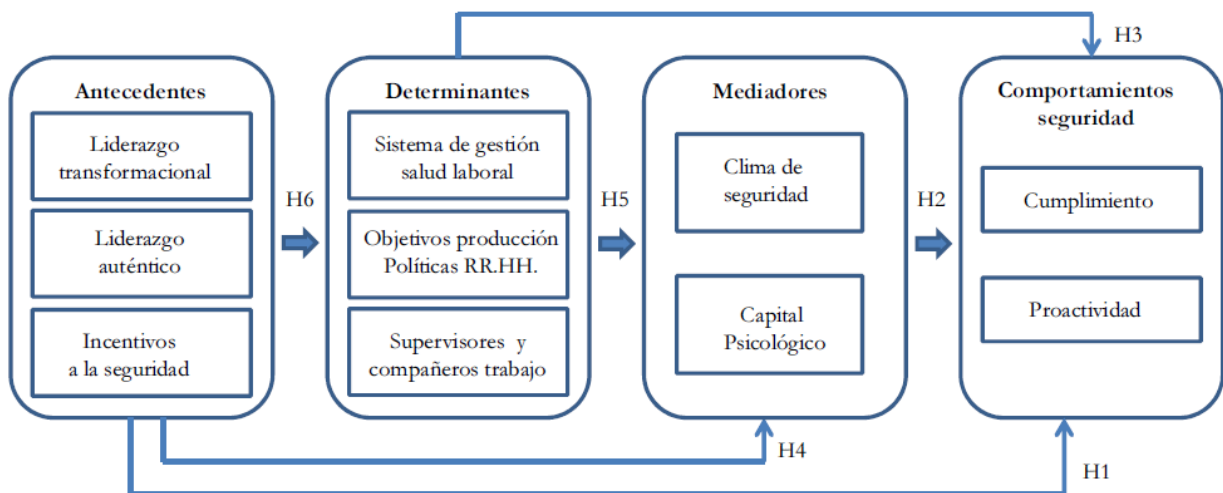 Antecedentes
Liderazgo
transformacional
Liderazgo
auténtico
Incentivos
a la seguridad
H6
Determinantes
Sistema de gestión
salud laboral
Objetivos producción
Políticas RR.HH.
Supervisores y
compañeros trabajo
H5
Mediadores
Clima de
seguridad
Capital
Psicológico
H2
Comportamientos
seguridad
Cumplimiento
Proactividad
H3
H4
H1